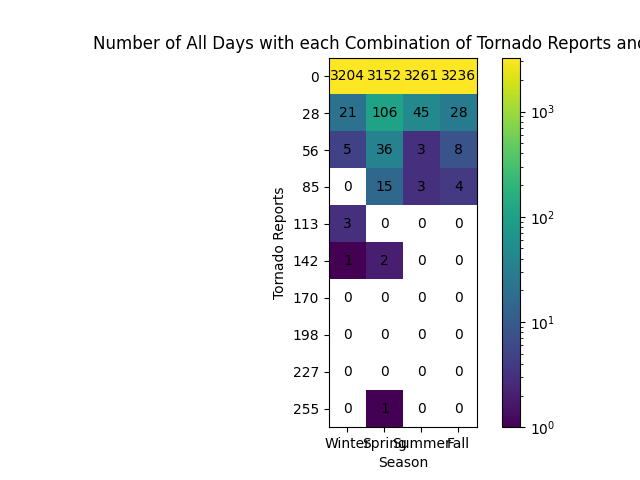 Number of All Days with each Combination of Tornado Reports and
0 3204 3152 3261 3236
28 21 106 45 28
56 5 36 3 8
85 0 15 3 4
113 3 0 0 0
142 1 2 0 0
170 0 0 0 0
198 0 0 0 0
227 0 0 0 0
255 0 1 0 0
Tornado Reports
Winter Spring Summer Fall
Season
10³
10²
10¹
10⁰